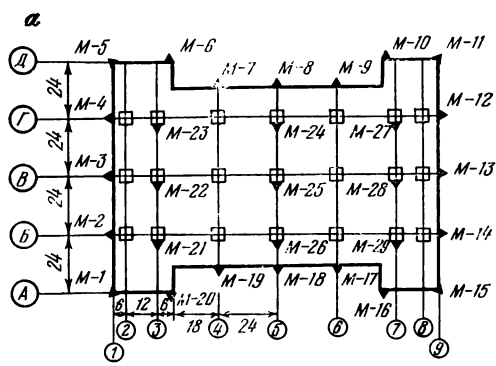 а
М-5 М-6 М-7 М-8 М-9 М-10 М-11
Д
24
Г М-4 М-23 М-24 М-27 М-12
24
В М-3 М-22 М-25 М-28 М-13
24
Б М-2 М-21 М-26 М-29 М-14
24
А М-1 М-20 М-19 М-18 М-17 М-16 М-15
6 12 6 18 24
1 2 3 4 5 6 7 8 9